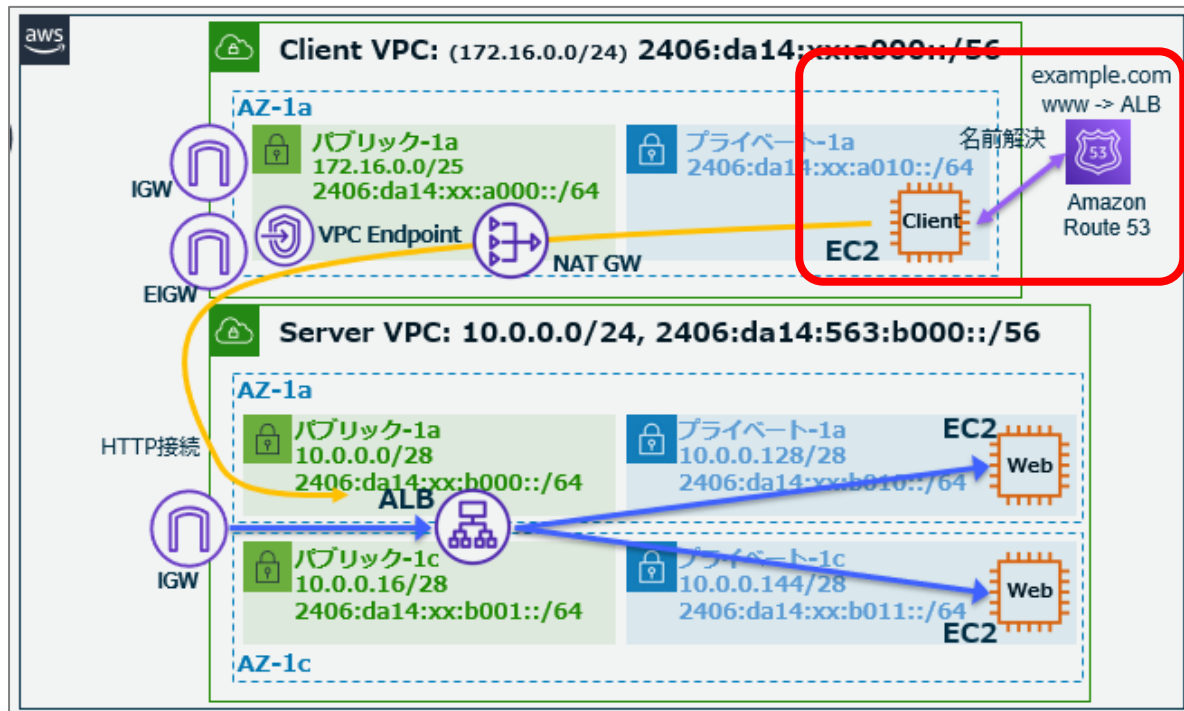 aws
Client VPC: (172.16.0.0/24) 2406:da14:xx:a000::/56
example.com
www -> ALB
AZ-1a
パブリック-1a
172.16.0.0/25
2406:da14:xx:a000::/64
プライベート-1a
2406:da14:xx:a010::/64
名前解決
53
Amazon
Route 53
IGW
VPC Endpoint
NAT GW
Client
EC2
EIGW
Server VPC: 10.0.0.0/24, 2406:da14:563:b000::/56
AZ-1a
HTTP接続
パブリック-1a
10.0.0.0/28
2406:da14:xx:b000::/64
プライベート-1a
10.0.0.128/28
2406:da14:xx:b010::/64
EC2
Web
ALB
IGW
パブリック-1c
10.0.0.16/28
2406:da14:xx:b001::/64
プライベート-1c
10.0.0.144/28
2406:da14:xx:b011::/64
Web
EC2
AZ-1c